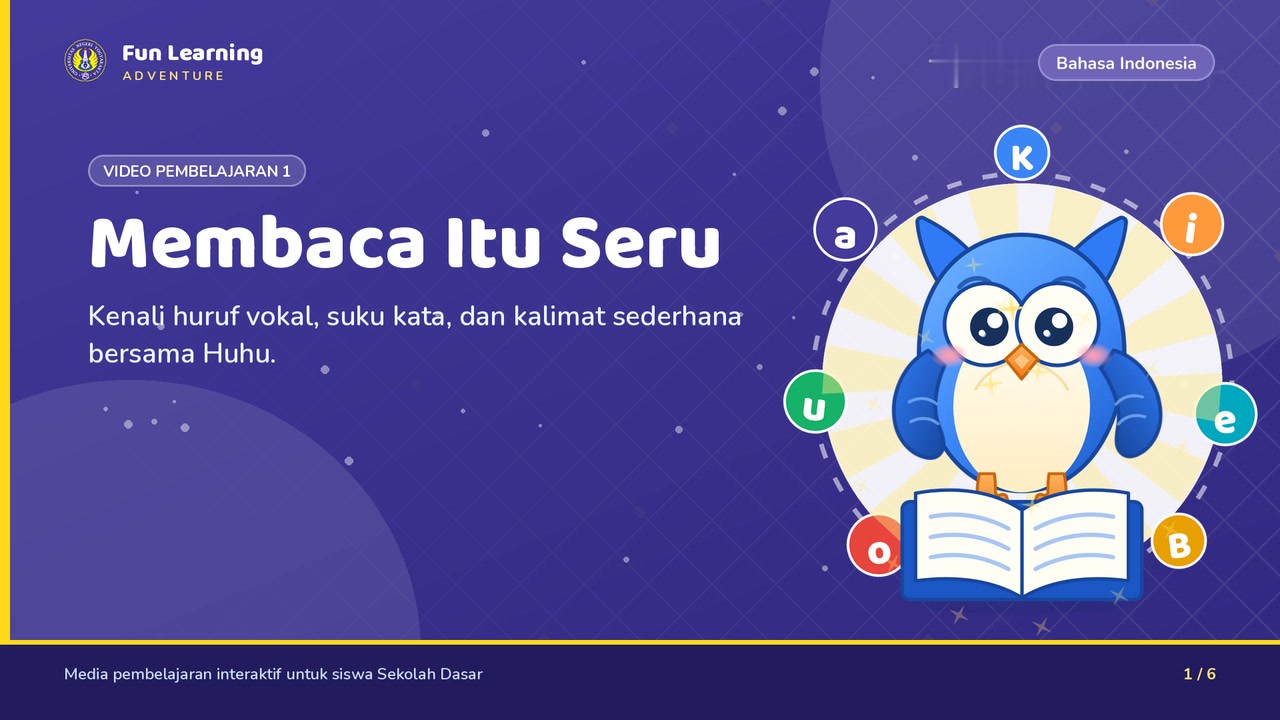 Fun Learning
ADVENTURE
Bahasa Indonesia
VIDEO PEMBELAJARAN 1
Membaca Itu Seru
Kenali huruf vokal, suku kata, dan kalimat sederhana
bersama Huhu.
K
a
i
u
e
o
B
Media pembelajaran interaktif untuk siswa Sekolah Dasar
1 / 6